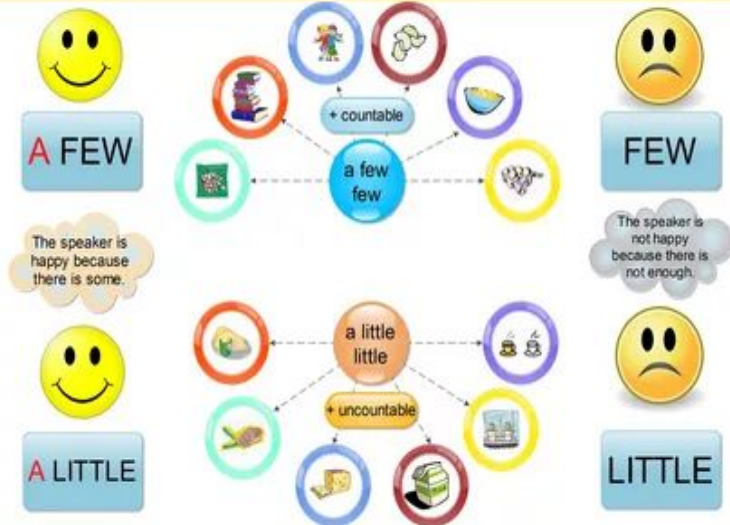 A FEW
+ countable
a few
few
FEW
The speaker is
happy because
there is some.
The speaker is
not happy
because there is
not enough.
a little
little
+ uncountable
A LITTLE
LITTLE